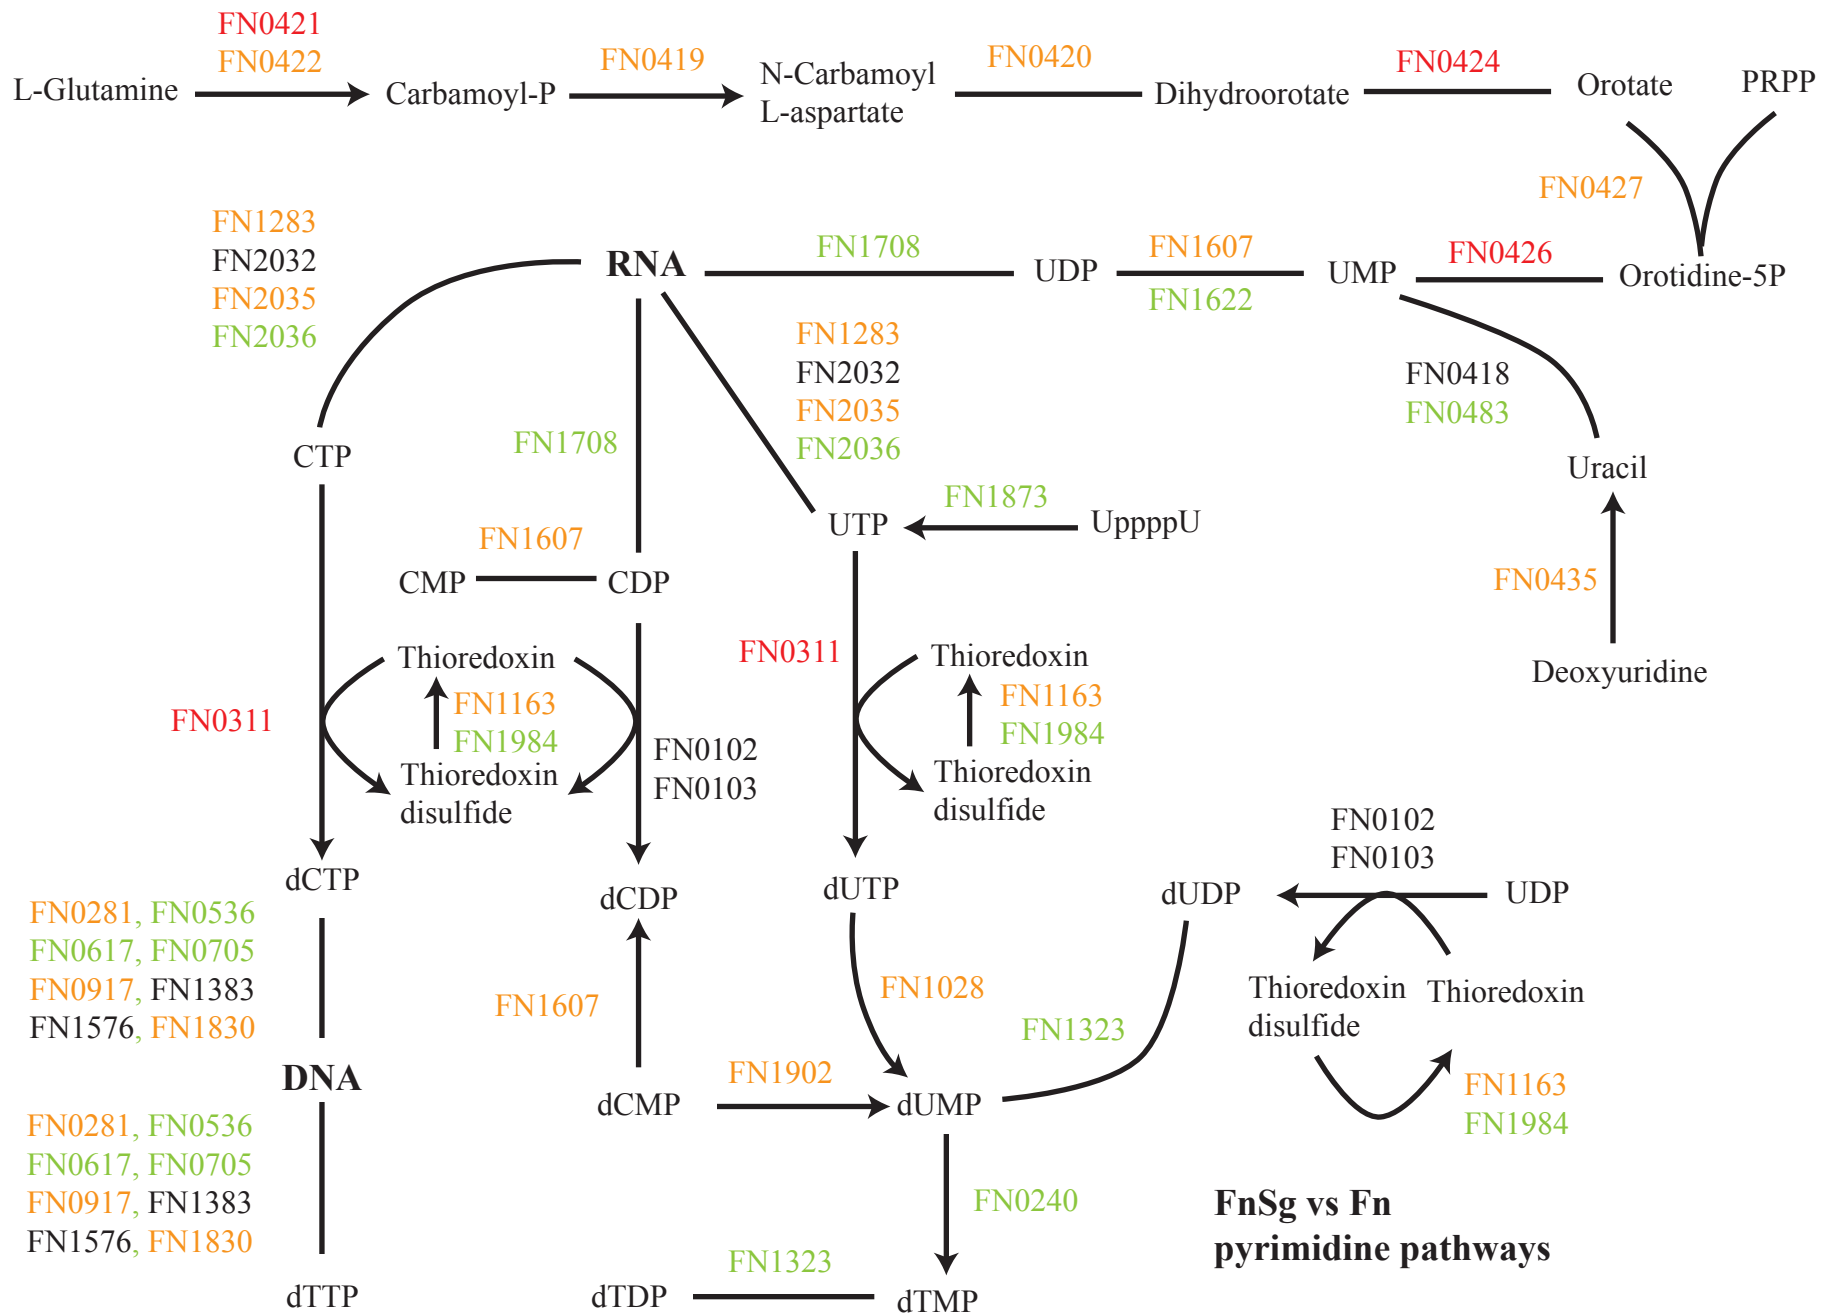 FN0421
FN0422
L-Glutamine
Carbamoyl-P
FN0419
N-Carbamoyl
L-aspartate
FN0420
Dihydroorotate
FN0424
Orotate
PRPP
FN0427
FN1283
FN2032
FN2035
FN2036
RNA
FN1708
UDP
FN1607
FN1622
UMP
FN0426
Orotidine-5P
FN1283
FN2032
FN2035
FN2036
FN0418
FN0483
CTP
FN1708
Uracil
UTP
FN1873
UppppU
FN1607
CMP
CDP
FN0435
Deoxyuridine
FN0311
Thioredoxin
FN1163
FN1984
Thioredoxin
disulfide
FN0102
FN0103
FN0311
Thioredoxin
FN1163
FN1984
Thioredoxin
disulfide
FN0102
FN0103
dCTP
dCDP
dUTP
dUDP
UDP
FN0281, FN0536
FN0617, FN0705
FN0917, FN1383
FN1576, FN1830
FN1607
FN1028
FN1323
Thioredoxin
disulfide
Thioredoxin
FN1163
FN1984
DNA
dCMP
FN1902
dUMP
FN0281, FN0536
FN0617, FN0705
FN0917, FN1383
FN1576, FN1830
FN0240
FnSg vs Fn
pyrimidine pathways
dTTP
dTDP
FN1323
dTMP